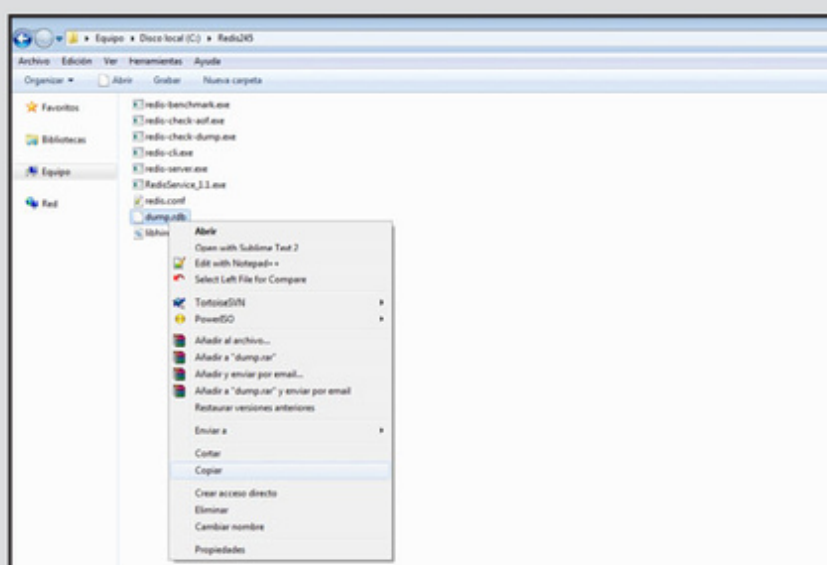 Equipo ▸ Disco local (C:) ▸ Redis245
Archivo Edición Ver Herramientas Ayuda
Organizar Abrir Grabar Nueva carpeta
Favoritos
Bibliotecas
Equipo
Red
redis-benchmark.exe
redis-check-aof.exe
redis-check-dump.exe
redis-cli.exe
redis-server.exe
RedisService_1.1.exe
redis.conf
dump.rdb
Abrir
Open with Sublime Text 2
Edit with Notepad++
Select Left File for Compare
TortoiseSVN
PowerISO
Añadir al archivo...
Añadir a "dump.rar"
Añadir y enviar por email...
Añadir a "dump.rar" y enviar por email
Restaurar versiones anteriores
Enviar a
Cortar
Copiar
Crear acceso directo
Eliminar
Cambiar nombre
Propiedades